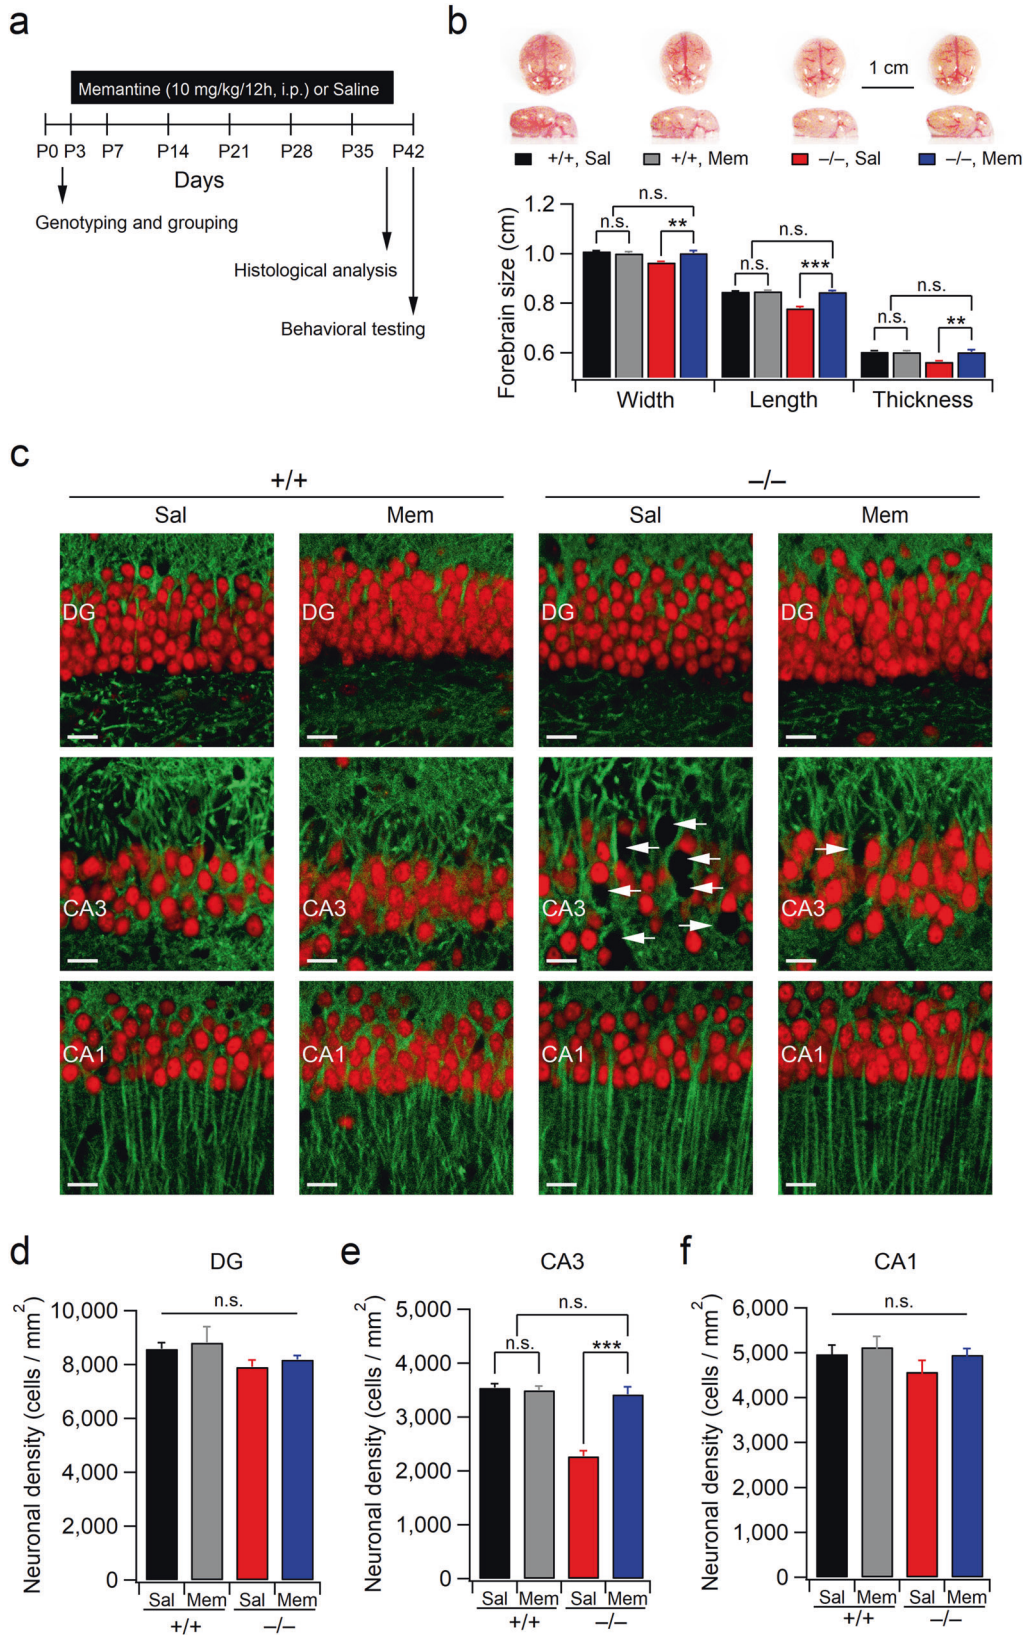 a
Memantine (10 mg/kg/12h, i.p.) or Saline
P0 P3 P7 P14 P21 P28 P35 P42
Days
Genotyping and grouping
Histological analysis
Behavioral testing
b
1 cm
+/+, Sal +/+, Mem –/–, Sal –/–, Mem
Forebrain size (cm)
1.2
1.0
0.8
0.6
n.s.
n.s.
**
n.s.
n.s.
***
n.s.
n.s.
**
Width Length Thickness
c
+/+ –/–
Sal Mem Sal Mem
DG DG DG DG
CA3 CA3 CA3 CA3
CA1 CA1 CA1 CA1
d
DG
Neuronal density (cells / mm²)
10,000
8,000
6,000
4,000
2,000
0
n.s.
Sal Mem Sal Mem
+/+ –/–
e
CA3
Neuronal density (cells / mm²)
5,000
4,000
3,000
2,000
1,000
0
n.s.
n.s.
***
Sal Mem Sal Mem
+/+ –/–
f
CA1
Neuronal density (cells / mm²)
6,000
5,000
4,000
3,000
2,000
1,000
0
n.s.
Sal Mem Sal Mem
+/+ –/–